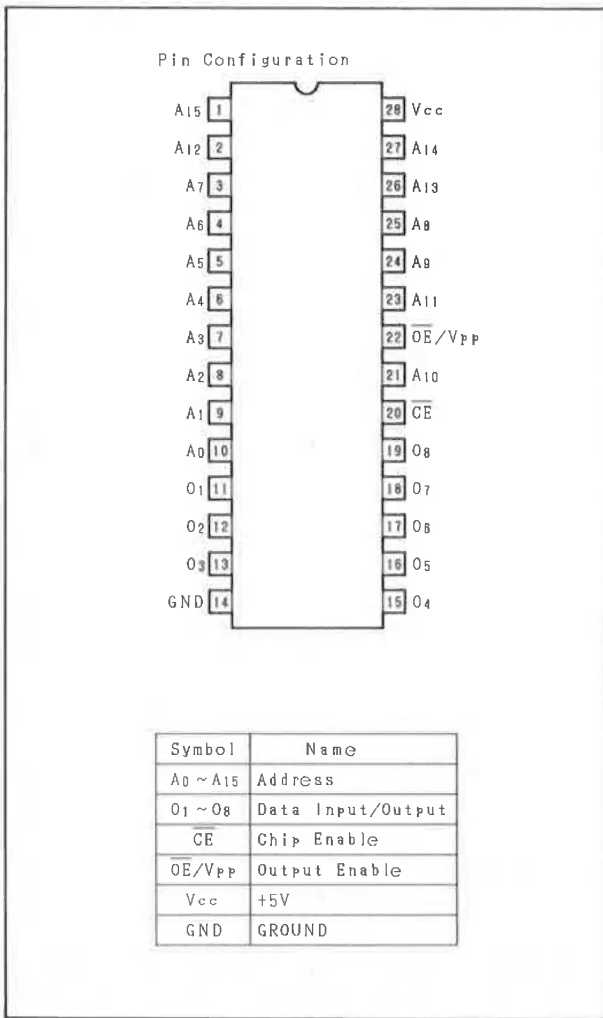 Pin Configuration
A15 1 28 Vcc
A12 2 27 A14
A7 3 26 A13
A6 4 25 A8
A5 5 24 A9
A4 6 23 A11
A3 7 22 O̅E̅/Vpp
A2 8 21 A10
A1 9 20 C̅E̅
A0 10 19 O8
O1 11 18 O7
O2 12 17 O6
O3 13 16 O5
GND 14 15 O4
Symbol Name
A0 ~ A15 Address
O1 ~ O8 Data Input/Output
C̅E̅ Chip Enable
O̅E̅/Vpp Output Enable
Vcc +5V
GND GROUND